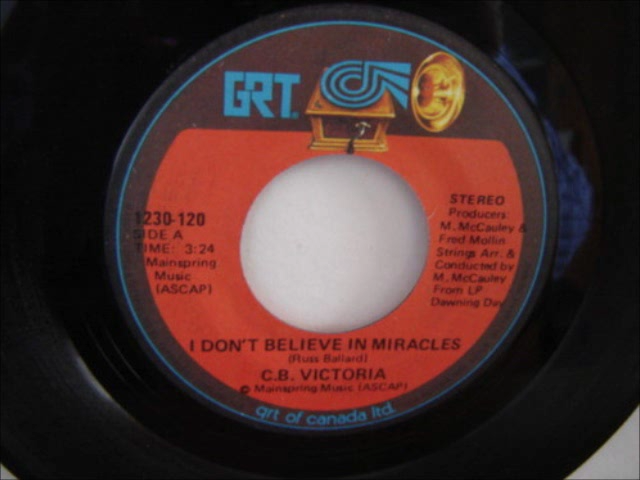 GRT
1230-120
SIDE A
TIME: 3:24
Mainspring
Music
(ASCAP)
STEREO
Producers:
M. McCauley &
Fred Mollin
Strings Arr. &
Conducted by
M. McCauley
From LP
Dawning Day
I DON'T BELIEVE IN MIRACLES
(Russ Ballard)
C.B. VICTORIA
© Mainspring Music (ASCAP)
grt of canada ltd.